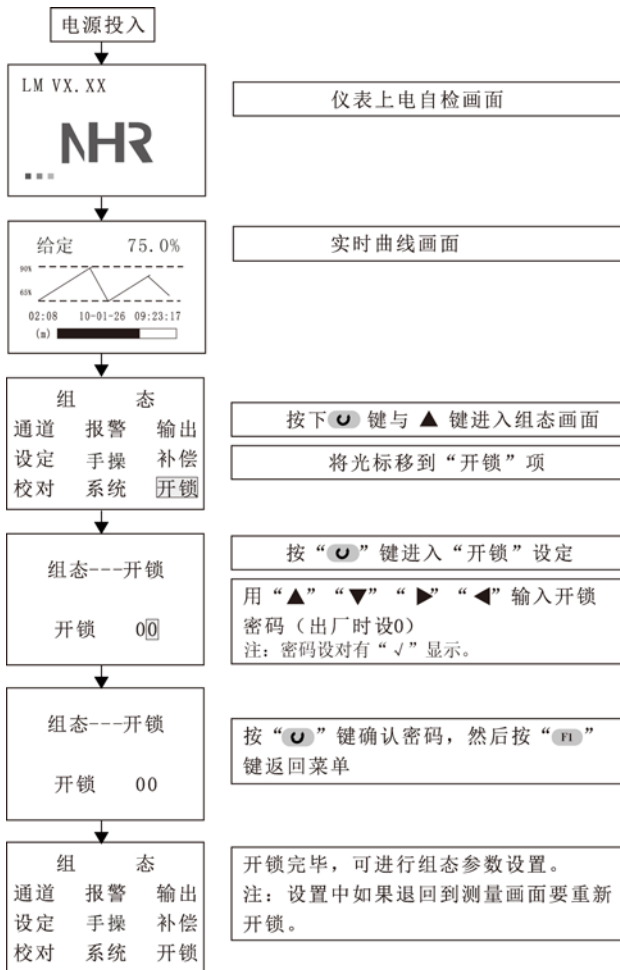 电源投入
LM VX.XX
NHR
仪表上电自检画面
给定 75.0%
90%
65%
02:08 10-01-26 09:23:17
(m)
实时曲线画面
组 态
通道 报警 输出
设定 手操 补偿
校对 系统 开锁
按下 键与 ▲ 键进入组态画面
将光标移到“开锁”项
组态---开锁
开锁 00
按“ ”键进入“开锁”设定
用“▲”“▼”“▶”“◀”输入开锁
密码（出厂时设0）
注：密码设对有“√”显示。
组态---开锁
开锁 00
按“ ”键确认密码，然后按“F1”
键返回菜单
组 态
通道 报警 输出
设定 手操 补偿
校对 系统 开锁
开锁完毕，可进行组态参数设置。
注：设置中如果退回到测量画面要重新
开锁。